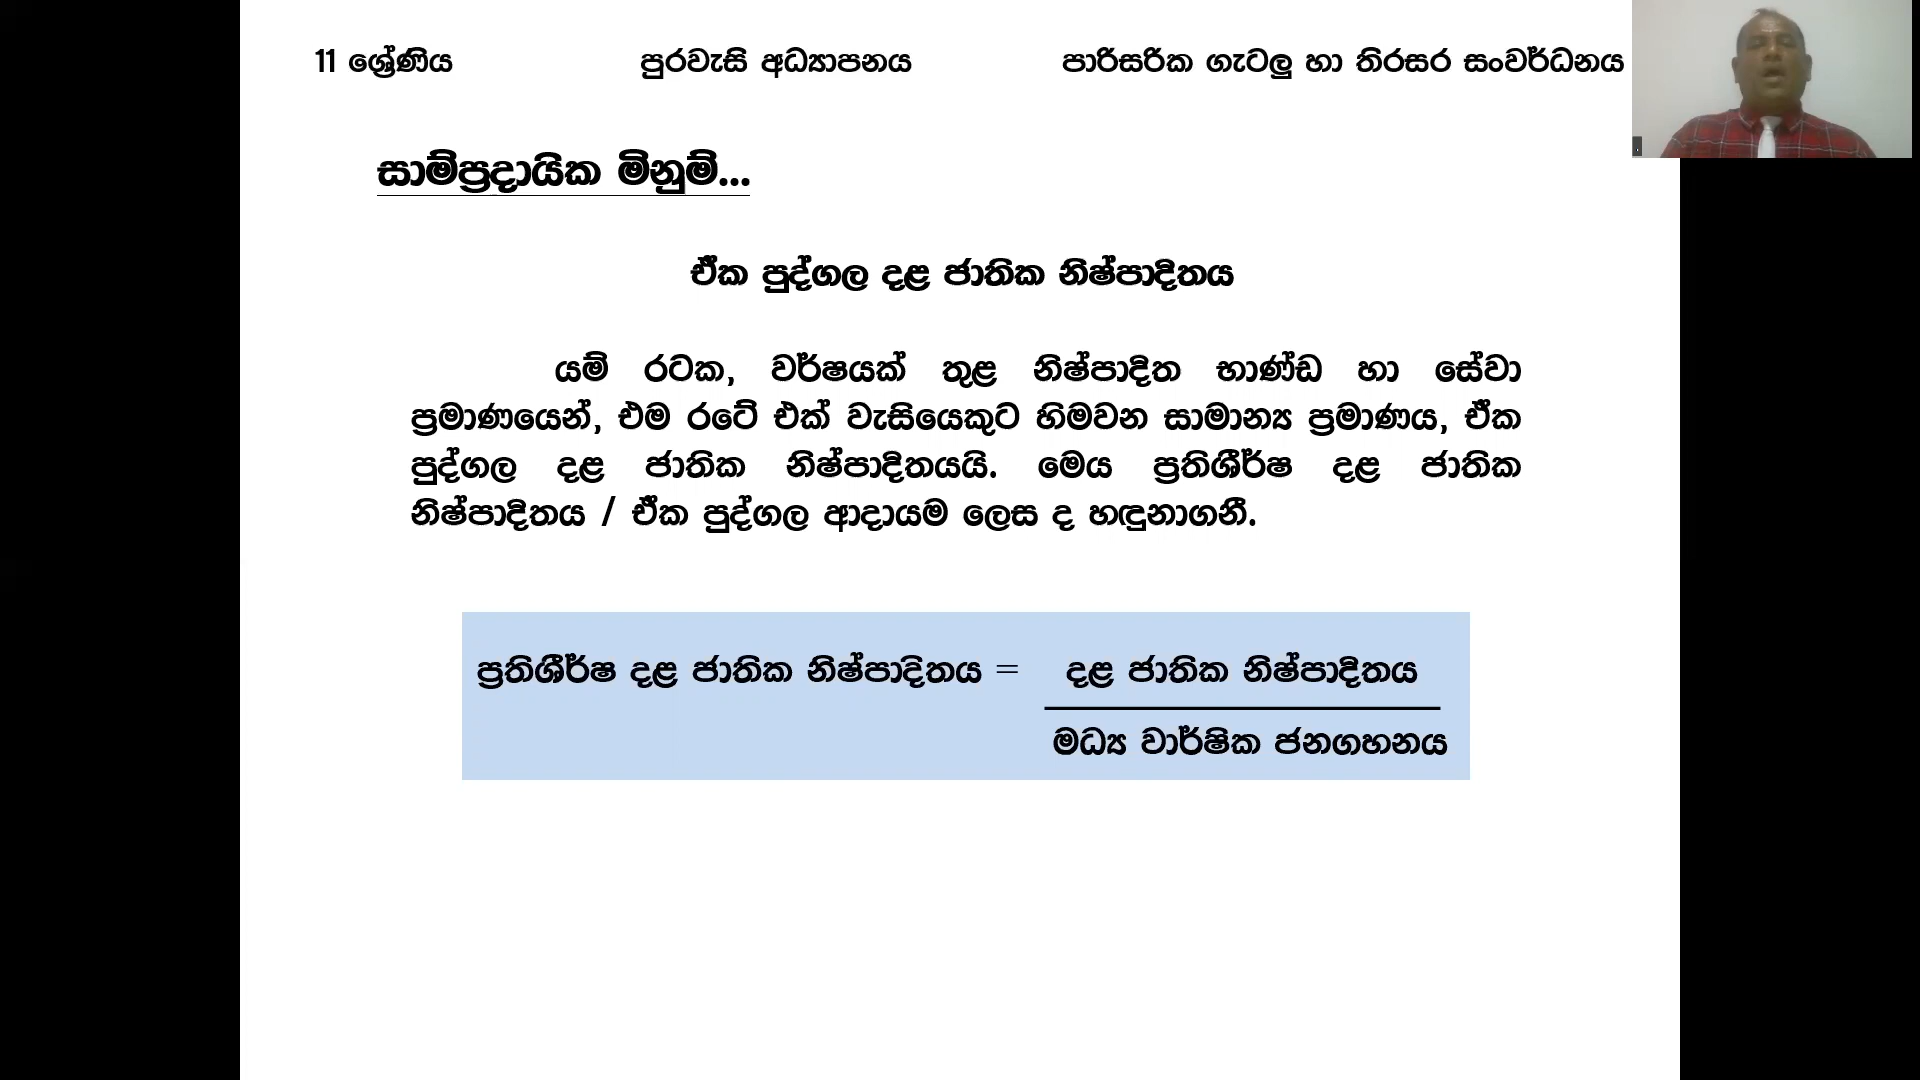 11 ශ්‍රේණිය පුරවැසි අධ්‍යාපනය පාරිසරික ගැටලු හා තිරසර සංවර්ධනය
සාම්ප්‍රදායික මිනුම්...
ඒක පුද්ගල දළ ජාතික නිෂ්පාදිතය
යම් රටක, වර්ෂයක් තුළ නිෂ්පාදිත භාණ්ඩ හා සේවා
ප්‍රමාණයෙන්, එම රටේ එක් වැසියෙකුට හිමවන සාමාන්‍ය ප්‍රමාණය, ඒක
පුද්ගල දළ ජාතික නිෂ්පාදිතයයි. මෙය ප්‍රතිශීර්ෂ දළ ජාතික
නිෂ්පාදිතය / ඒක පුද්ගල ආදායම ලෙස ද හඳුනාගනී.
ප්‍රතිශීර්ෂ දළ ජාතික නිෂ්පාදිතය = දළ ජාතික නිෂ්පාදිතය
මධ්‍ය වාර්ෂික ජනගහනය